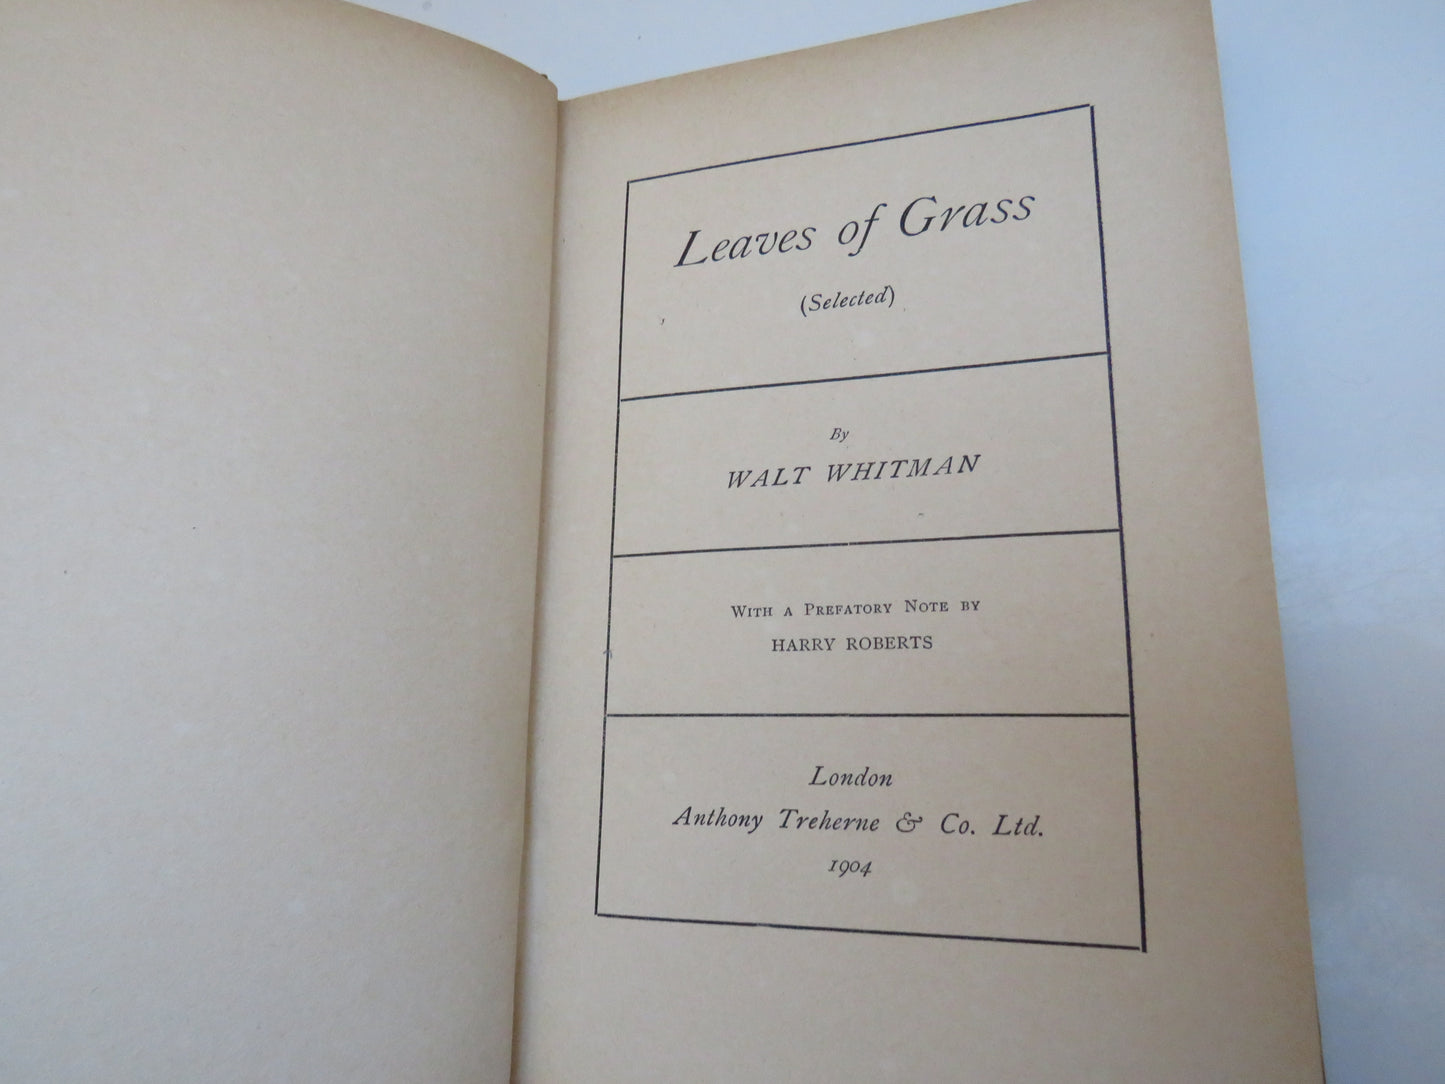 Leaves of Grass
(Selected)
By
WALT WHITMAN
WITH A PREFATORY NOTE BY
HARRY ROBERTS
London
Anthony Treherne & Co. Ltd.
1904